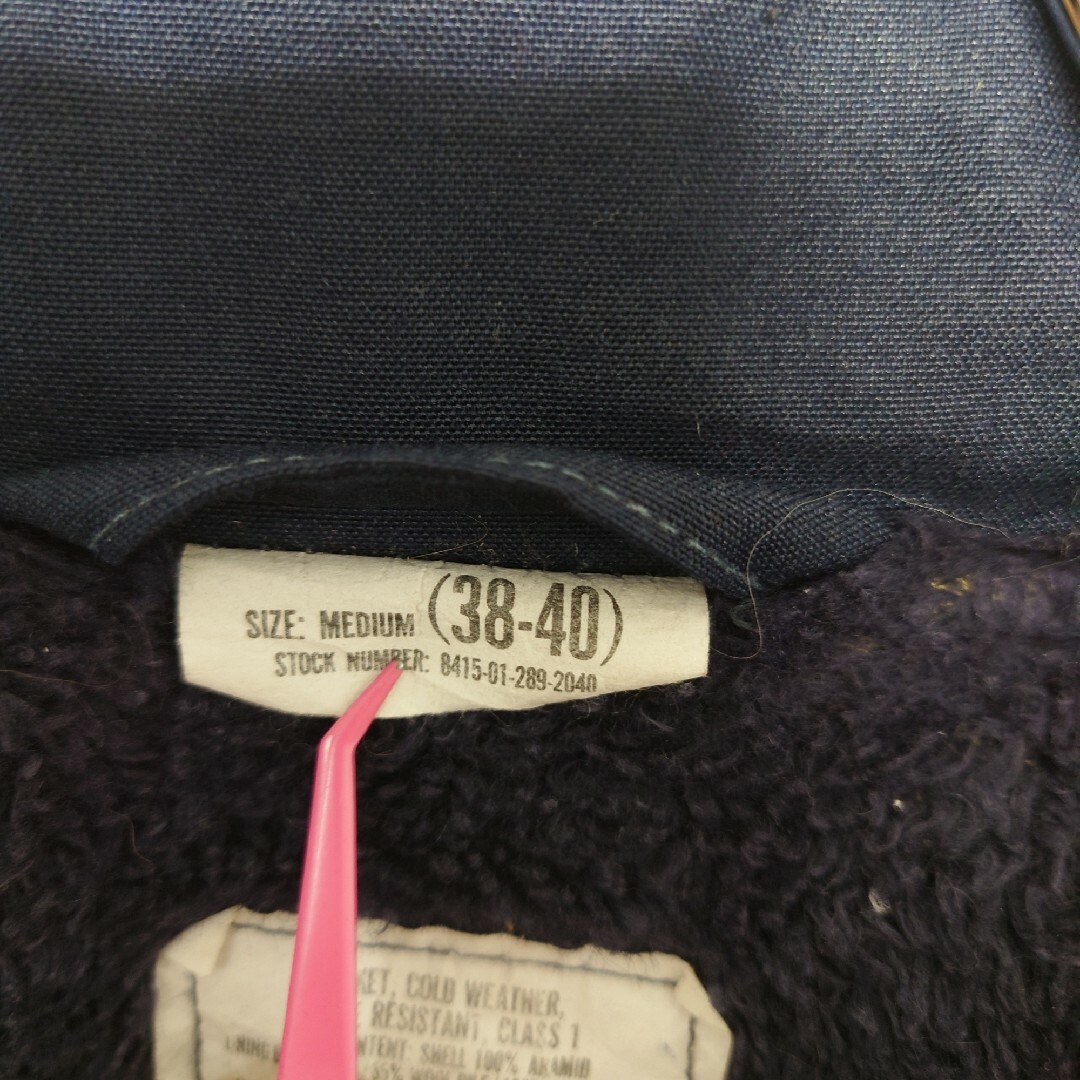 SIZE: MEDIUM (38-40)
STOCK NUMBER: 8415-01-289-2040
KET, COLD WEATHER,
RESISTANT, CLASS 1
NTENT: SHELL 100% ARAMID